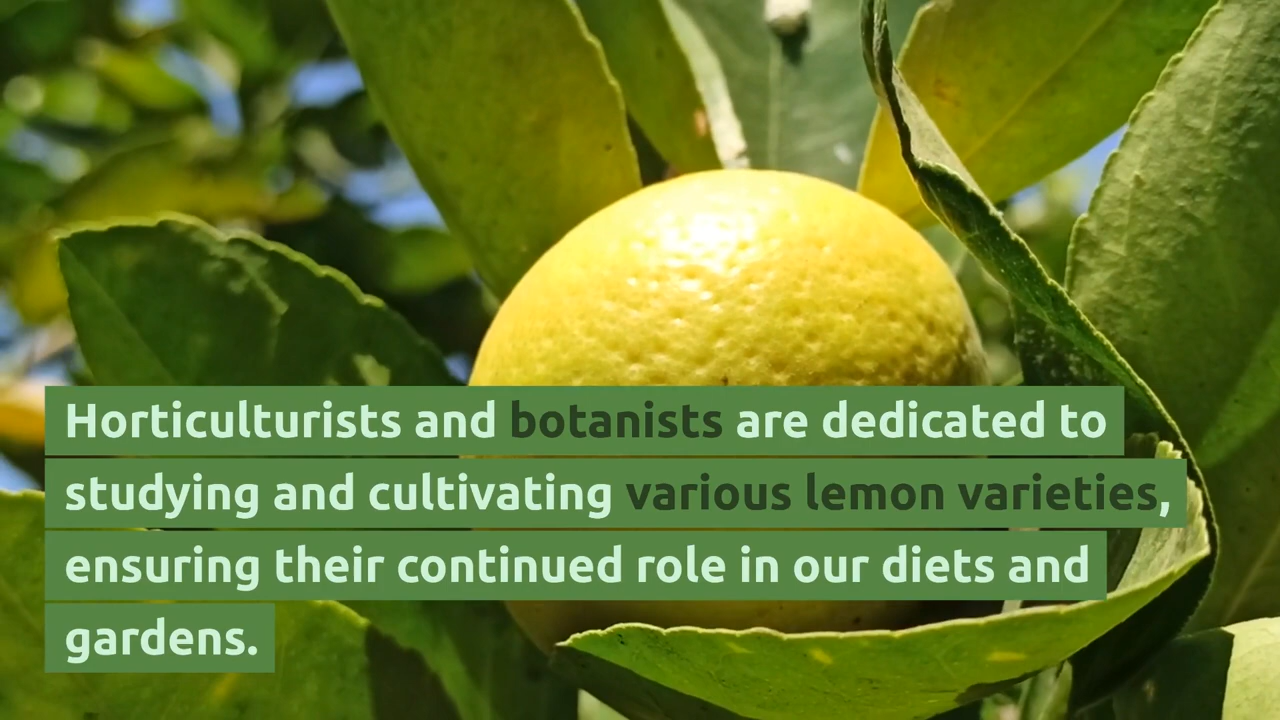 Horticulturists and botanists are dedicated to
studying and cultivating various lemon varieties,
ensuring their continued role in our diets and
gardens.